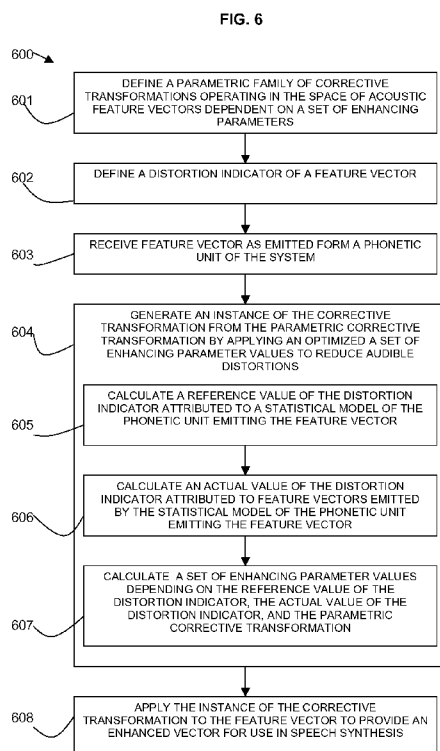 FIG. 6
600
601
DEFINE A PARAMETRIC FAMILY OF CORRECTIVE
TRANSFORMATIONS OPERATING IN THE SPACE OF ACOUSTIC
FEATURE VECTORS DEPENDENT ON A SET OF ENHANCING
PARAMETERS
602
DEFINE A DISTORTION INDICATOR OF A FEATURE VECTOR
603
RECEIVE FEATURE VECTOR AS EMITTED FORM A PHONETIC
UNIT OF THE SYSTEM
604
GENERATE AN INSTANCE OF THE CORRECTIVE
TRANSFORMATION FROM THE PARAMETRIC CORRECTIVE
TRANSFORMATION BY APPLYING AN OPTIMIZED A SET OF
ENHANCING PARAMETER VALUES TO REDUCE AUDIBLE
DISTORTIONS
605
CALCULATE A REFERENCE VALUE OF THE DISTORTION
INDICATOR ATTRIBUTED TO A STATISTICAL MODEL OF THE
PHONETIC UNIT EMITTING THE FEATURE VECTOR
606
CALCULATE AN ACTUAL VALUE OF THE DISTORTION
INDICATOR ATTRIBUTED TO FEATURE VECTORS EMITTED
BY THE STATISTICAL MODEL OF THE PHONETIC UNIT
EMITTING THE FEATURE VECTOR
607
CALCULATE A SET OF ENHANCING PARAMETER VALUES
DEPENDING ON THE REFERENCE VALUE OF THE
DISTORTION INDICATOR, THE ACTUAL VALUE OF THE
DISTORTION INDICATOR, AND THE PARAMETRIC
CORRECTIVE TRANSFORMATION
608
APPLY THE INSTANCE OF THE CORRECTIVE
TRANSFORMATION TO THE FEATURE VECTOR TO PROVIDE AN
ENHANCED VECTOR FOR USE IN SPEECH SYNTHESIS